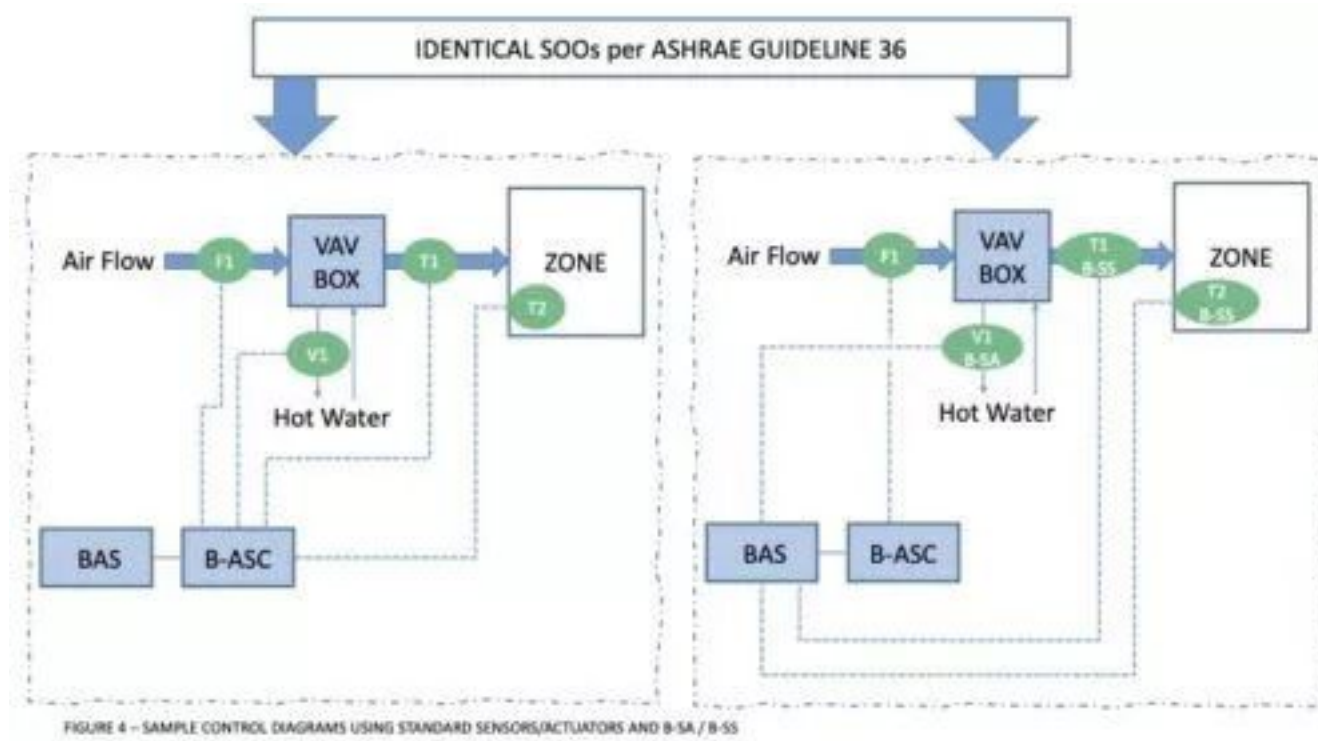 IDENTICAL SOOs per ASHRAE GUIDELINE 36
Air Flow
F1
VAV
BOX
T1
ZONE
T2
V1
Hot Water
BAS
B-ASC
Air Flow
F1
VAV
BOX
T1
B-SS
ZONE
T2
B-SS
V1
B-SA
Hot Water
BAS
B-ASC
FIGURE 4 – SAMPLE CONTROL DIAGRAMS USING STANDARD SENSORS/ACTUATORS AND B-SA / B-SS